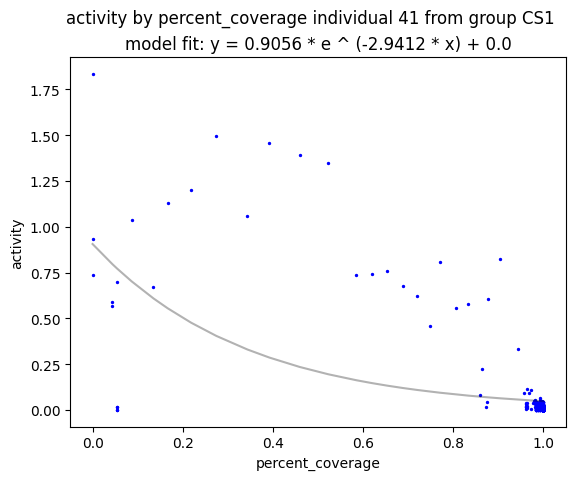 activity by percent_coverage individual 41 from group CS1
model fit: y = 0.9056 * e ^ (-2.9412 * x) + 0.0
1.75
1.50
1.25
1.00
0.75
0.50
0.25
0.00
activity
0.0 0.2 0.4 0.6 0.8 1.0
percent_coverage